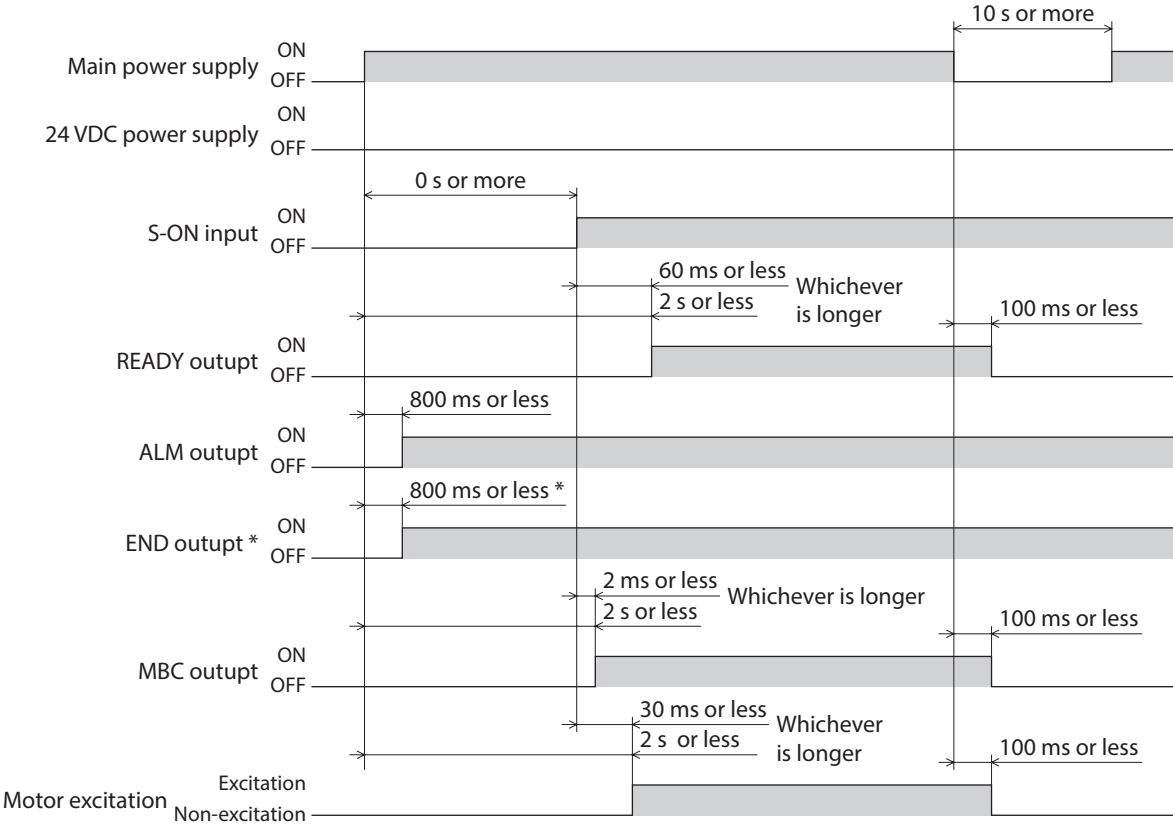 10 s or more
Main power supply
ON
OFF
24 VDC power supply
ON
OFF
0 s or more
S-ON input
ON
OFF
60 ms or less
2 s or less
Whichever
is longer
100 ms or less
READY outupt
ON
OFF
800 ms or less
ALM outupt
ON
OFF
800 ms or less *
END outupt *
ON
OFF
2 ms or less
2 s or less
Whichever is longer
100 ms or less
MBC outupt
ON
OFF
30 ms or less
2 s or less
Whichever
is longer
100 ms or less
Motor excitation
Excitation
Non-excitation